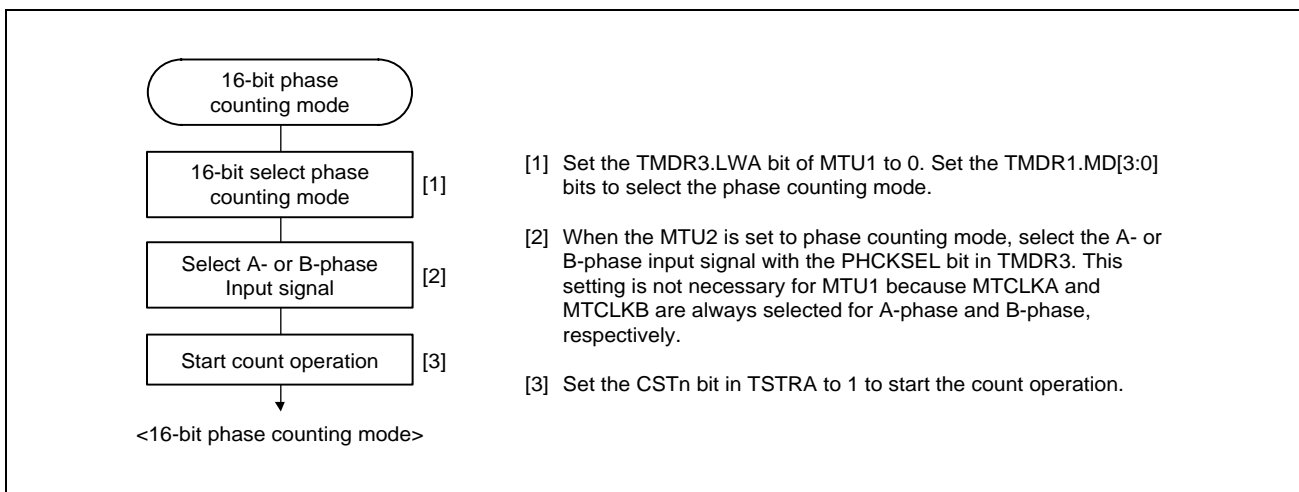 16-bit phase
counting mode
16-bit select phase
counting mode
[1]
Select A- or B-phase
Input signal
[2]
Start count operation
[3]
<16-bit phase counting mode>
[1] Set the TMDR3.LWA bit of MTU1 to 0. Set the TMDR1.MD[3:0]
bits to select the phase counting mode.
[2] When the MTU2 is set to phase counting mode, select the A- or
B-phase input signal with the PHCKSEL bit in TMDR3. This
setting is not necessary for MTU1 because MTCLKA and
MTCLKB are always selected for A-phase and B-phase,
respectively.
[3] Set the CSTn bit in TSTRA to 1 to start the count operation.